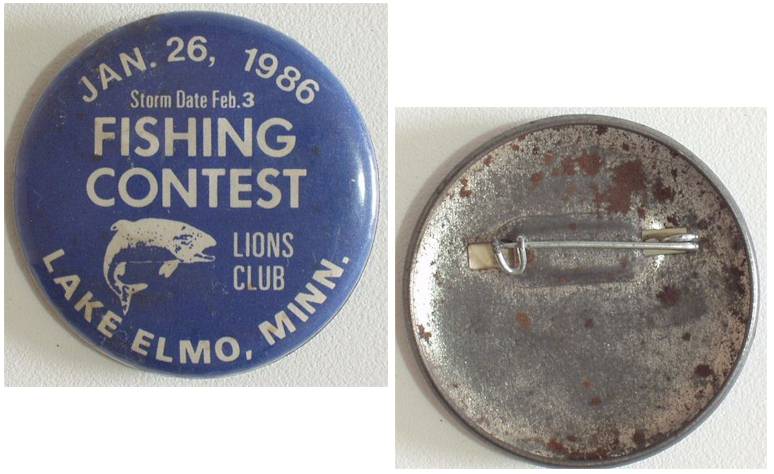 JAN. 26, 1986
Storm Date Feb. 3
FISHING
CONTEST
LIONS
CLUB
LAKE ELMO, MINN.